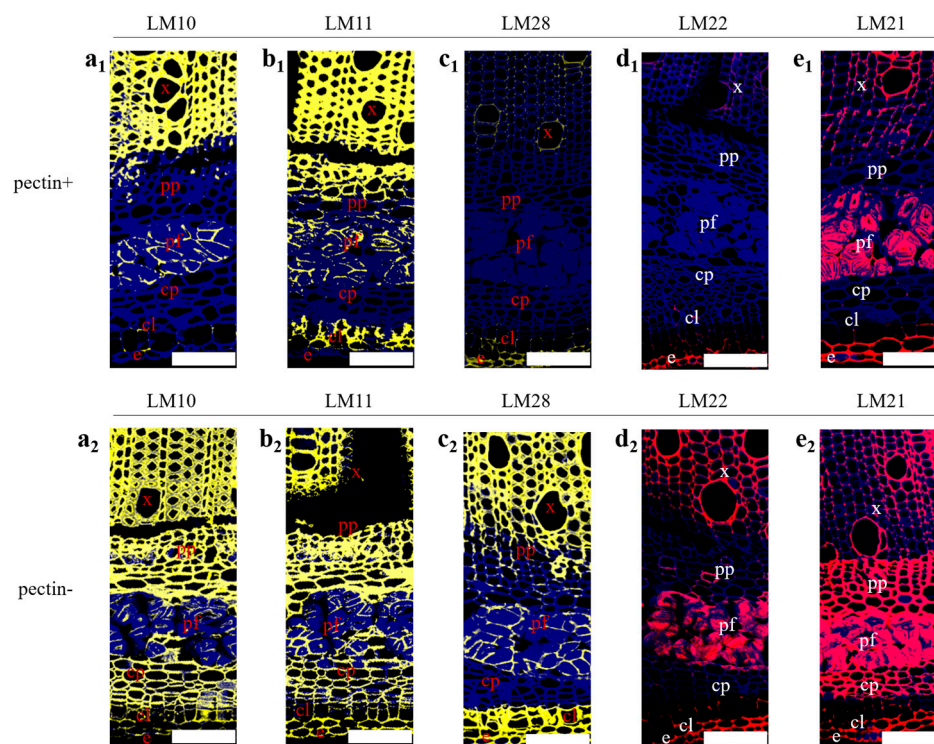 LM10 LM11 LM28 LM22 LM21
a1 b1 c1 d1 e1
x x x x x
pectin+
pp pp pp pp pp
pf pf pf pf pf
cp cp cp cp cp
cl cl cl cl
e e e e
LM10 LM11 LM28 LM22 LM21
a2 b2 c2 d2 e2
x x x x x
pectin-
pp pp pp pp pp
pf pf pf pf pf
cp cp cp cp cp
cl cl cl cl cl
e e e e e